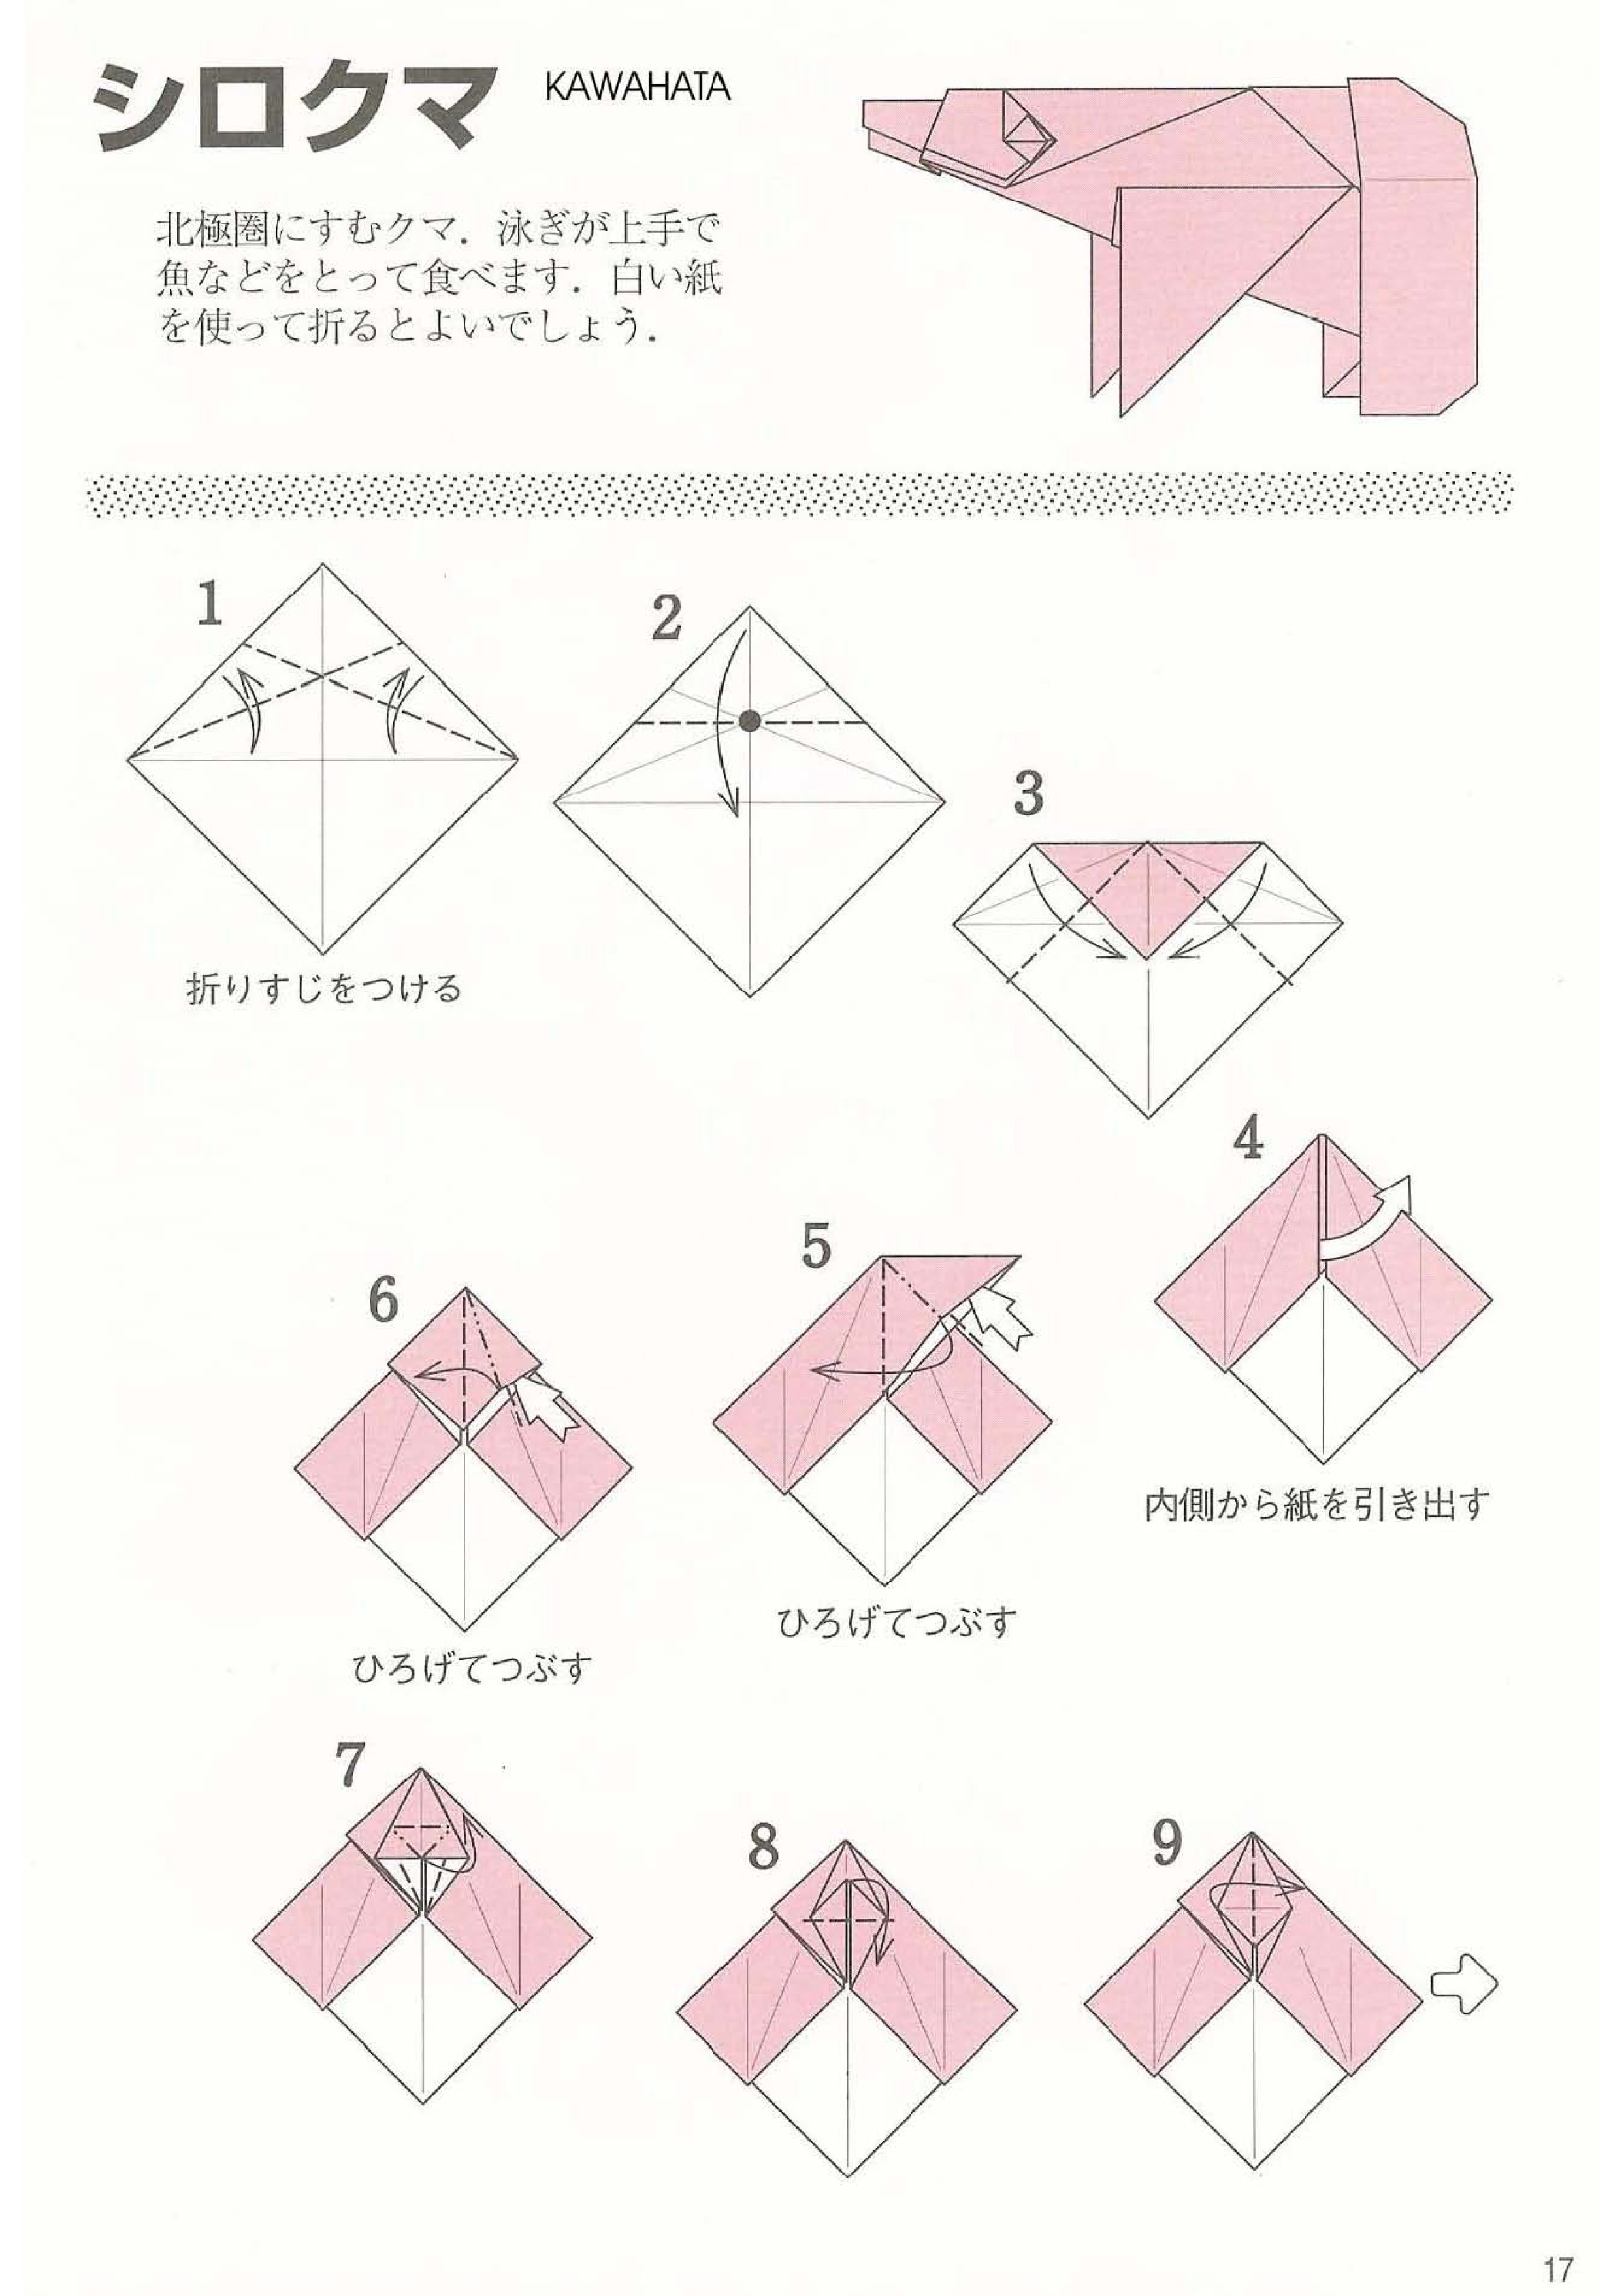 シロクマ KAWAHATA
北極圏にすむクマ．泳ぎが上手で
魚などをとって食べます．白い紙
を使って折るとよいでしょう．
1
折りすじをつける
2
3
4
内側から紙を引き出す
5
ひろげてつぶす
6
ひろげてつぶす
7
8
9
17